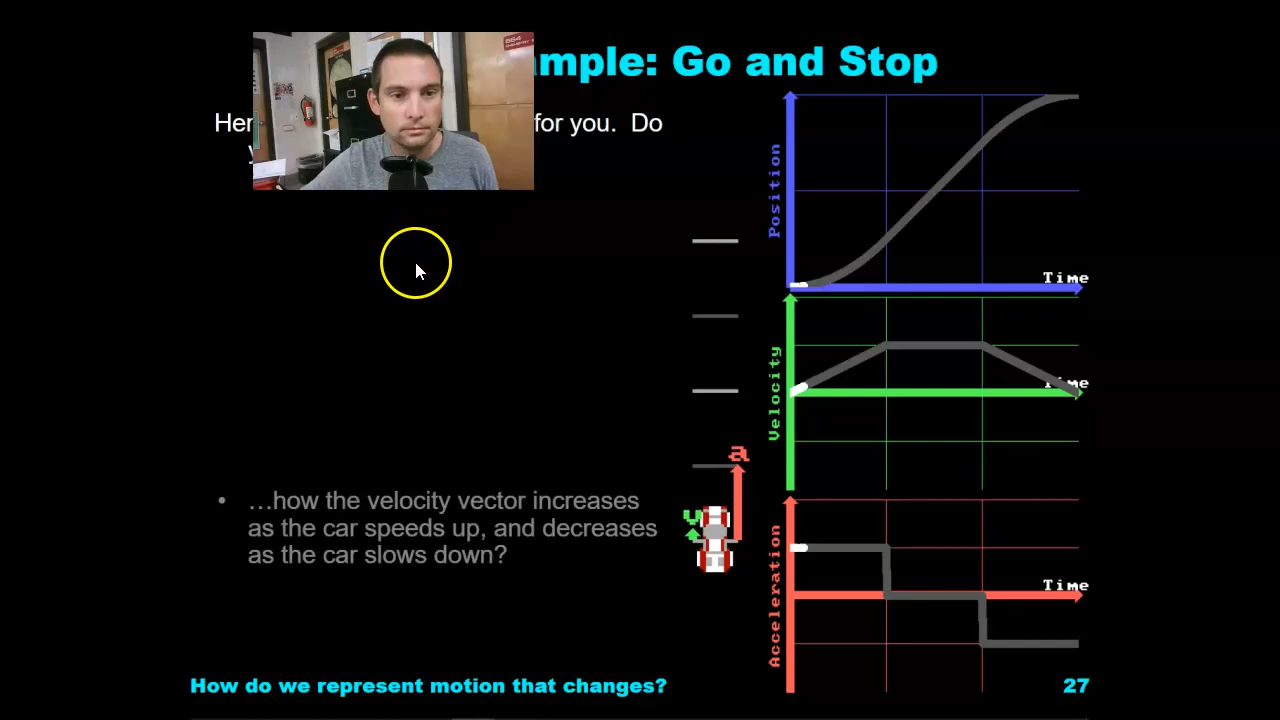 ample: Go and Stop
Her for you. Do
Position
Time
Velocity
Time
a
v
• …how the velocity vector increases
as the car speeds up, and decreases
as the car slows down?
Acceleration
Time
How do we represent motion that changes?
27